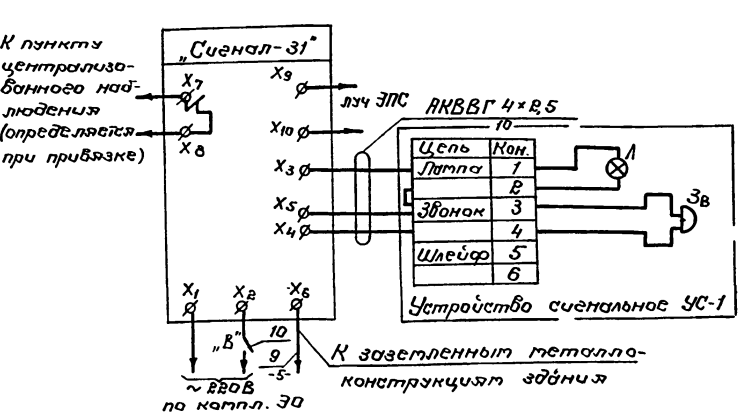 К пункту
централизо-
ванного наб-
людения
(определяется
при привязке)
„Сигнал-31"
X7
X8
X9
луч ЭПС
X10
X3
X5
X4
АКВВГ 4×2,5
10
Цепь Кон.
Лампа 1
2
Звонок 3
4
Шлейф 5
6
Л
Зв
Устройство сигнальное УС-1
X1 X2 X6
„В"
10
9
-5-
~220В
по компл. ЭО
К заземленным металло-
конструкциям здания